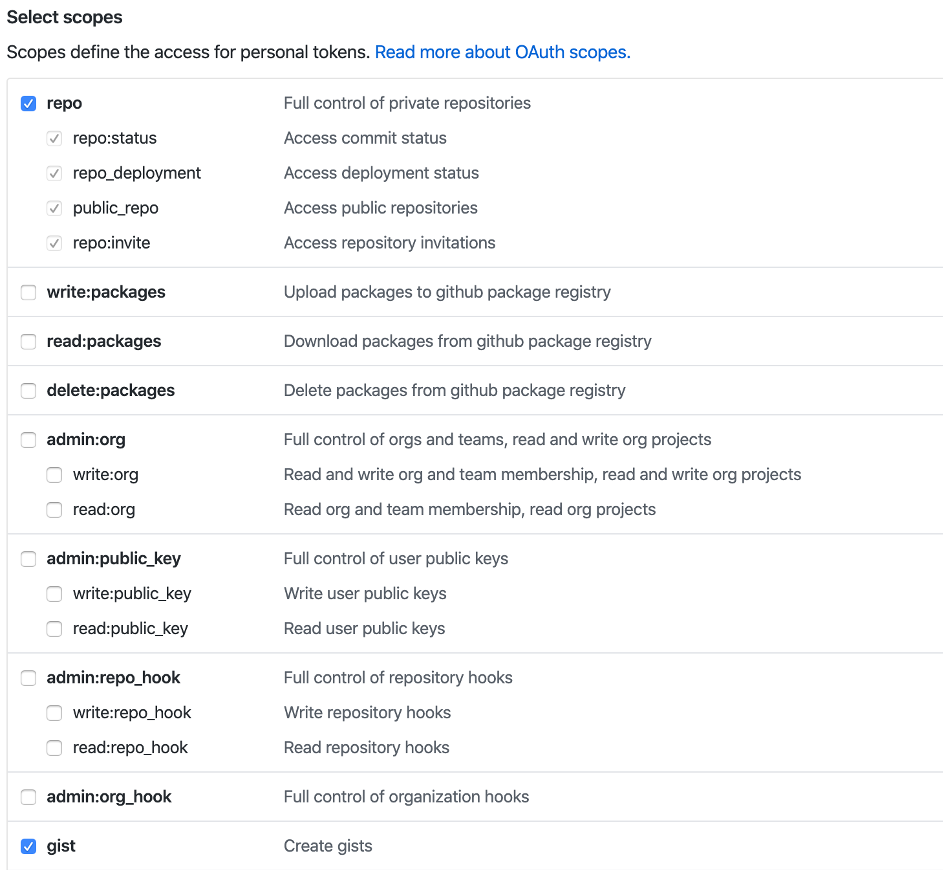 Select scopes
Scopes define the access for personal tokens. Read more about OAuth scopes.
repo Full control of private repositories
repo:status Access commit status
repo_deployment Access deployment status
public_repo Access public repositories
repo:invite Access repository invitations
write:packages Upload packages to github package registry
read:packages Download packages from github package registry
delete:packages Delete packages from github package registry
admin:org Full control of orgs and teams, read and write org projects
write:org Read and write org and team membership, read and write org projects
read:org Read org and team membership, read org projects
admin:public_key Full control of user public keys
write:public_key Write user public keys
read:public_key Read user public keys
admin:repo_hook Full control of repository hooks
write:repo_hook Write repository hooks
read:repo_hook Read repository hooks
admin:org_hook Full control of organization hooks
gist Create gists